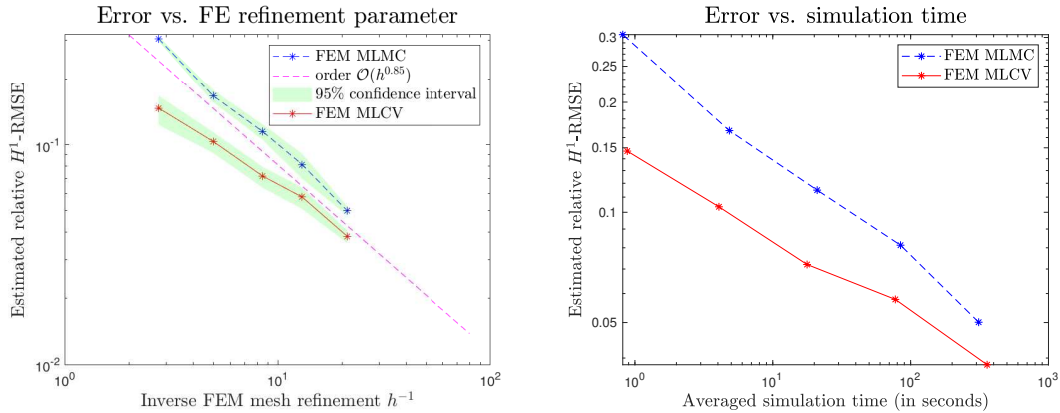 Error vs. FE refinement parameter
FEM MLMC
order 𝒪(h^0.85)
95% confidence interval
FEM MLCV
Estimated relative H^1-RMSE
10^-1
10^-2
10^0
10^1
10^2
Inverse FEM mesh refinement h^-1
Error vs. simulation time
FEM MLMC
FEM MLCV
Estimated relative H^1-RMSE
0.3
0.25
0.2
0.15
0.1
0.05
10^0
10^1
10^2
10^3
Averaged simulation time (in seconds)